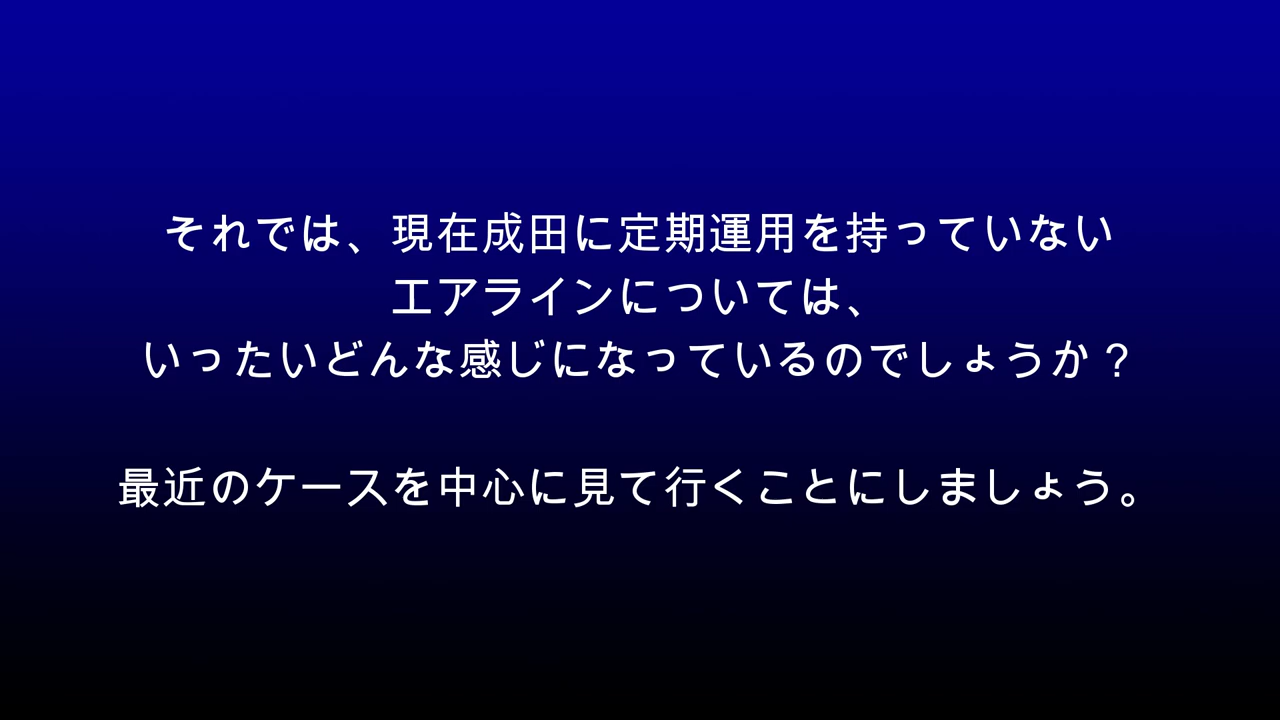 それでは、現在成田に定期運用を持っていない
エアラインについては、
いったいどんな感じになっているのでしょうか？
最近のケースを中心に見て行くことにしましょう。